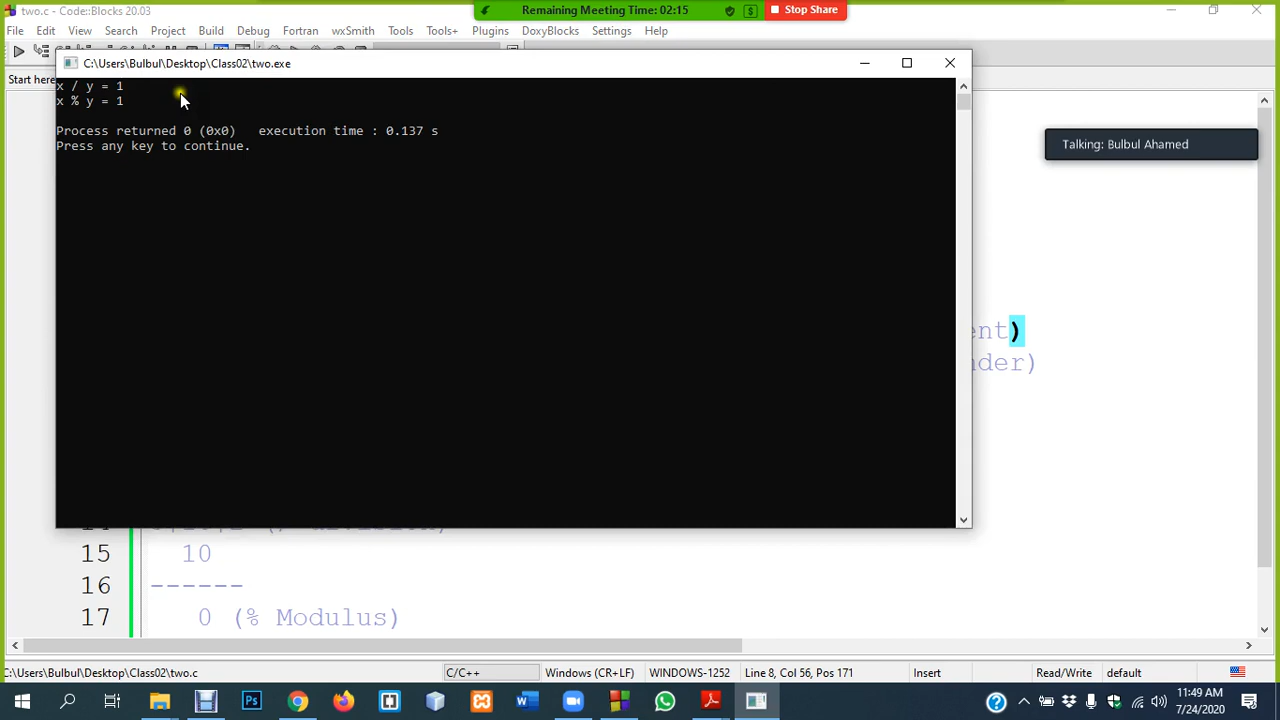 two.c - Code::Blocks 20.03
Remaining Meeting Time: 02:15
Stop Share
File Edit View Search Project Build Debug Fortran wxSmith Tools Tools+ Plugins DoxyBlocks Settings Help
Start here
C:\Users\Bulbul\Desktop\Class02\two.exe
x / y = 1
x % y = 1
Process returned 0 (0x0)   execution time : 0.137 s
Press any key to continue.
Talking: Bulbul Ahamed
ent)
nder)
15 10
16 ------
17 0 (% Modulus)
C:\Users\Bulbul\Desktop\Class02\two.c C/C++ Windows (CR+LF) WINDOWS-1252 Line 8, Col 56, Pos 171 Insert Read/Write default
11:49 AM
7/24/2020